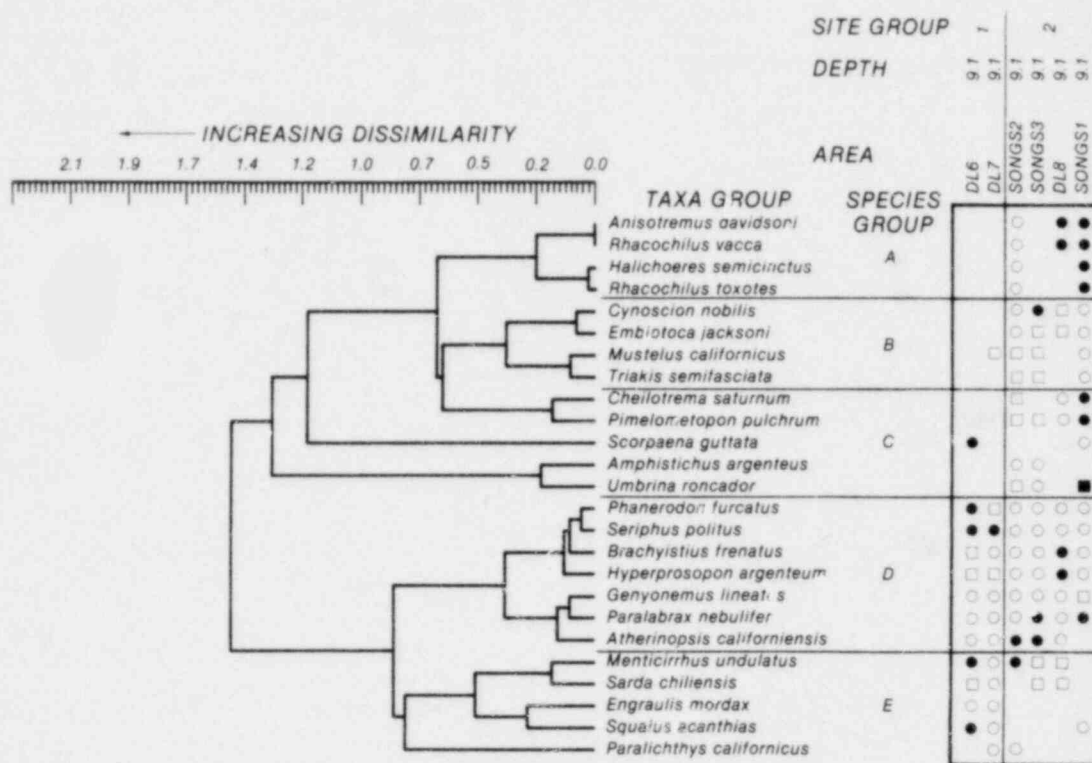 SITE GROUP 1 2
DEPTH 9.1 9.1 9.1 9.1 9.1 9.1
AREA DL6 DL7 SONGS2 SONGS3 DL8 SONGS1
INCREASING DISSIMILARITY
2.1 1.9 1.7 1.4 1.2 1.0 0.7 0.5 0.2 0.0
TAXA GROUP SPECIES GROUP
Anisotremus davidsoni
Rhacochilus vacca
A
Halichoeres semicinctus
Rhacochilus toxotes
Cynoscion nobilis
Embiotoca jacksoni
B
Mustelus californicus
Triakis semifasciata
Cheilotrema saturnum
Pimelometopon pulchrum
Scorpaena guttata C
Amphistichus argenteus
Umbrina roncador
Phanerodon furcatus
Seriphus politus
Brachyistius frenatus
Hyperprosopon argenteum D
Genyonemus lineatus
Paralabrax nebulifer
Atherinopsis californiensis
Menticirrhus undulatus
Sarda chiliensis
Engraulis mordax E
Squalus acanthias
Paralichthys californicus